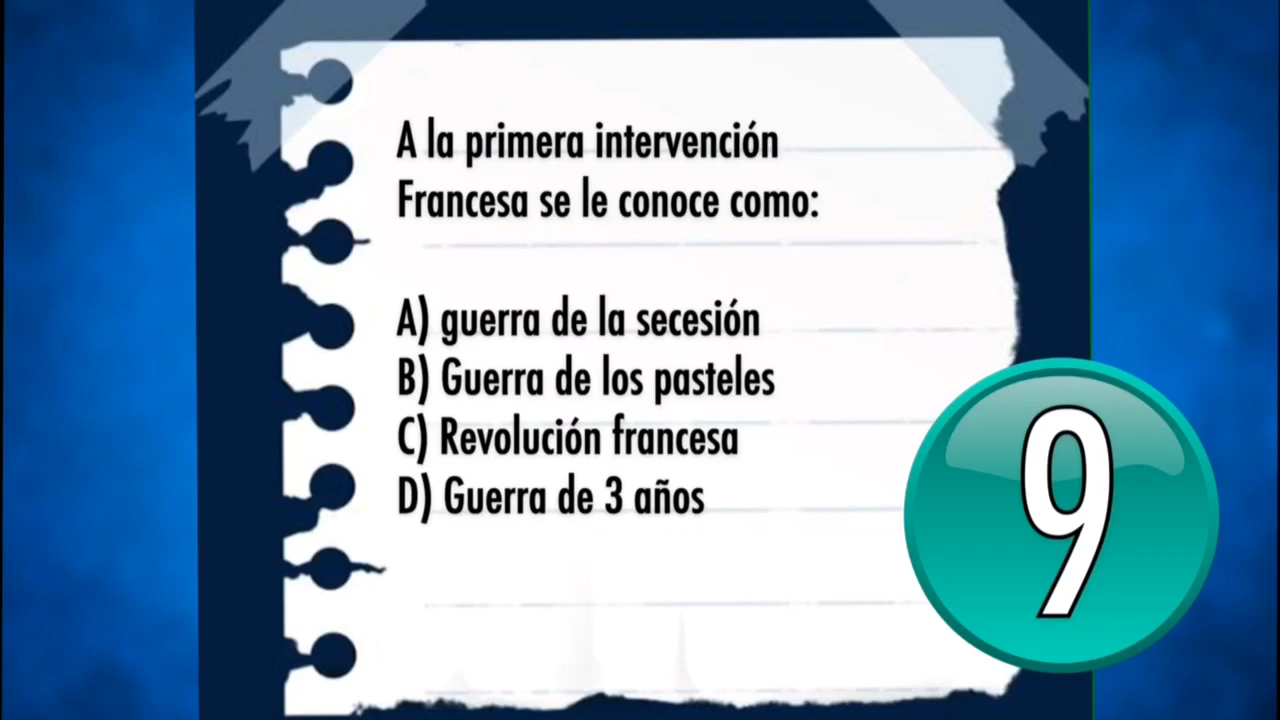 A la primera intervención
Francesa se le conoce como:
A) guerra de la secesión
B) Guerra de los pasteles
C) Revolución francesa
D) Guerra de 3 años
9